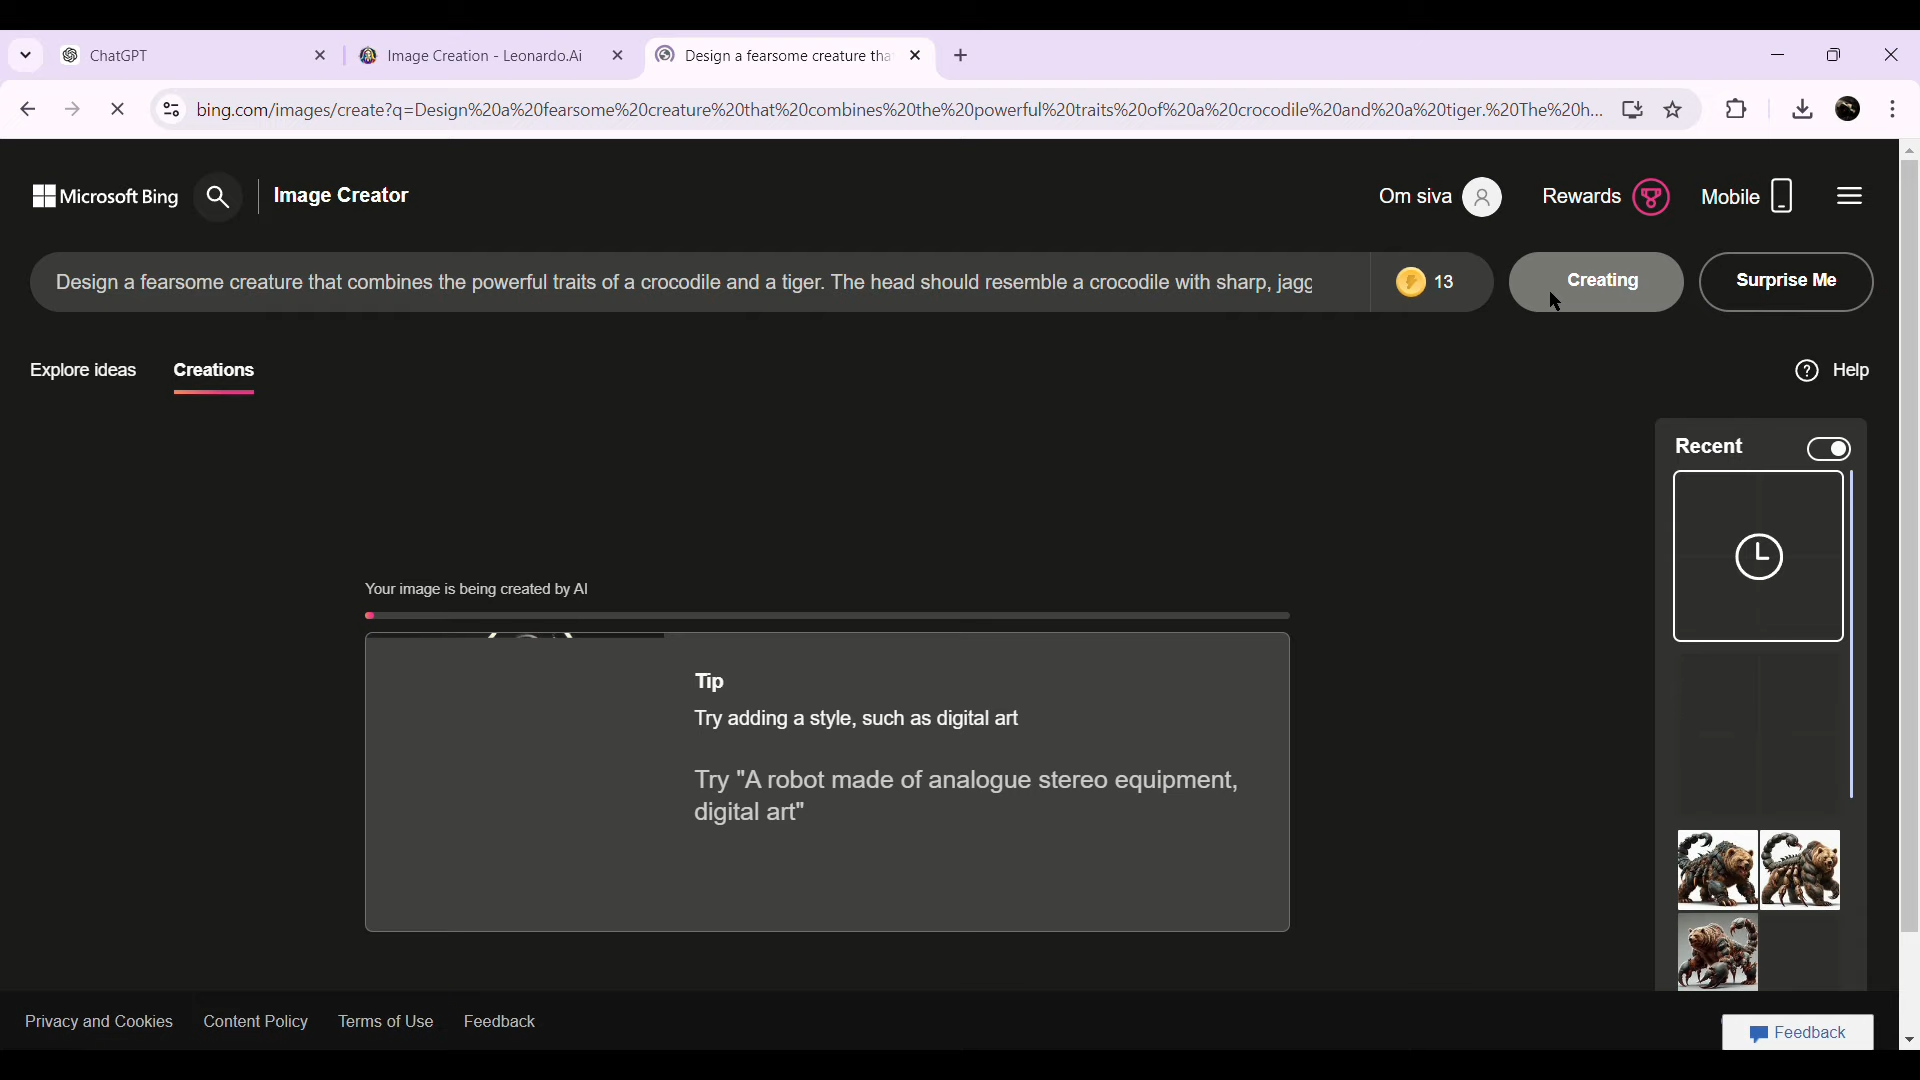 ChatGPT
Image Creation - Leonardo.Ai
Design a fearsome creature tha
bing.com/images/create?q=Design%20a%20fearsome%20creature%20that%20combines%20the%20powerful%20traits%20of%20a%20crocodile%20and%20a%20tiger.%20The%20h...
Microsoft Bing
Image Creator
Om siva
Rewards
Mobile
Design a fearsome creature that combines the powerful traits of a crocodile and a tiger. The head should resemble a crocodile with sharp, jagg
13
Creating
Surprise Me
Explore ideas
Creations
Help
Recent
Your image is being created by AI
Tip
Try adding a style, such as digital art
Try "A robot made of analogue stereo equipment,
digital art"
Privacy and Cookies
Content Policy
Terms of Use
Feedback
Feedback